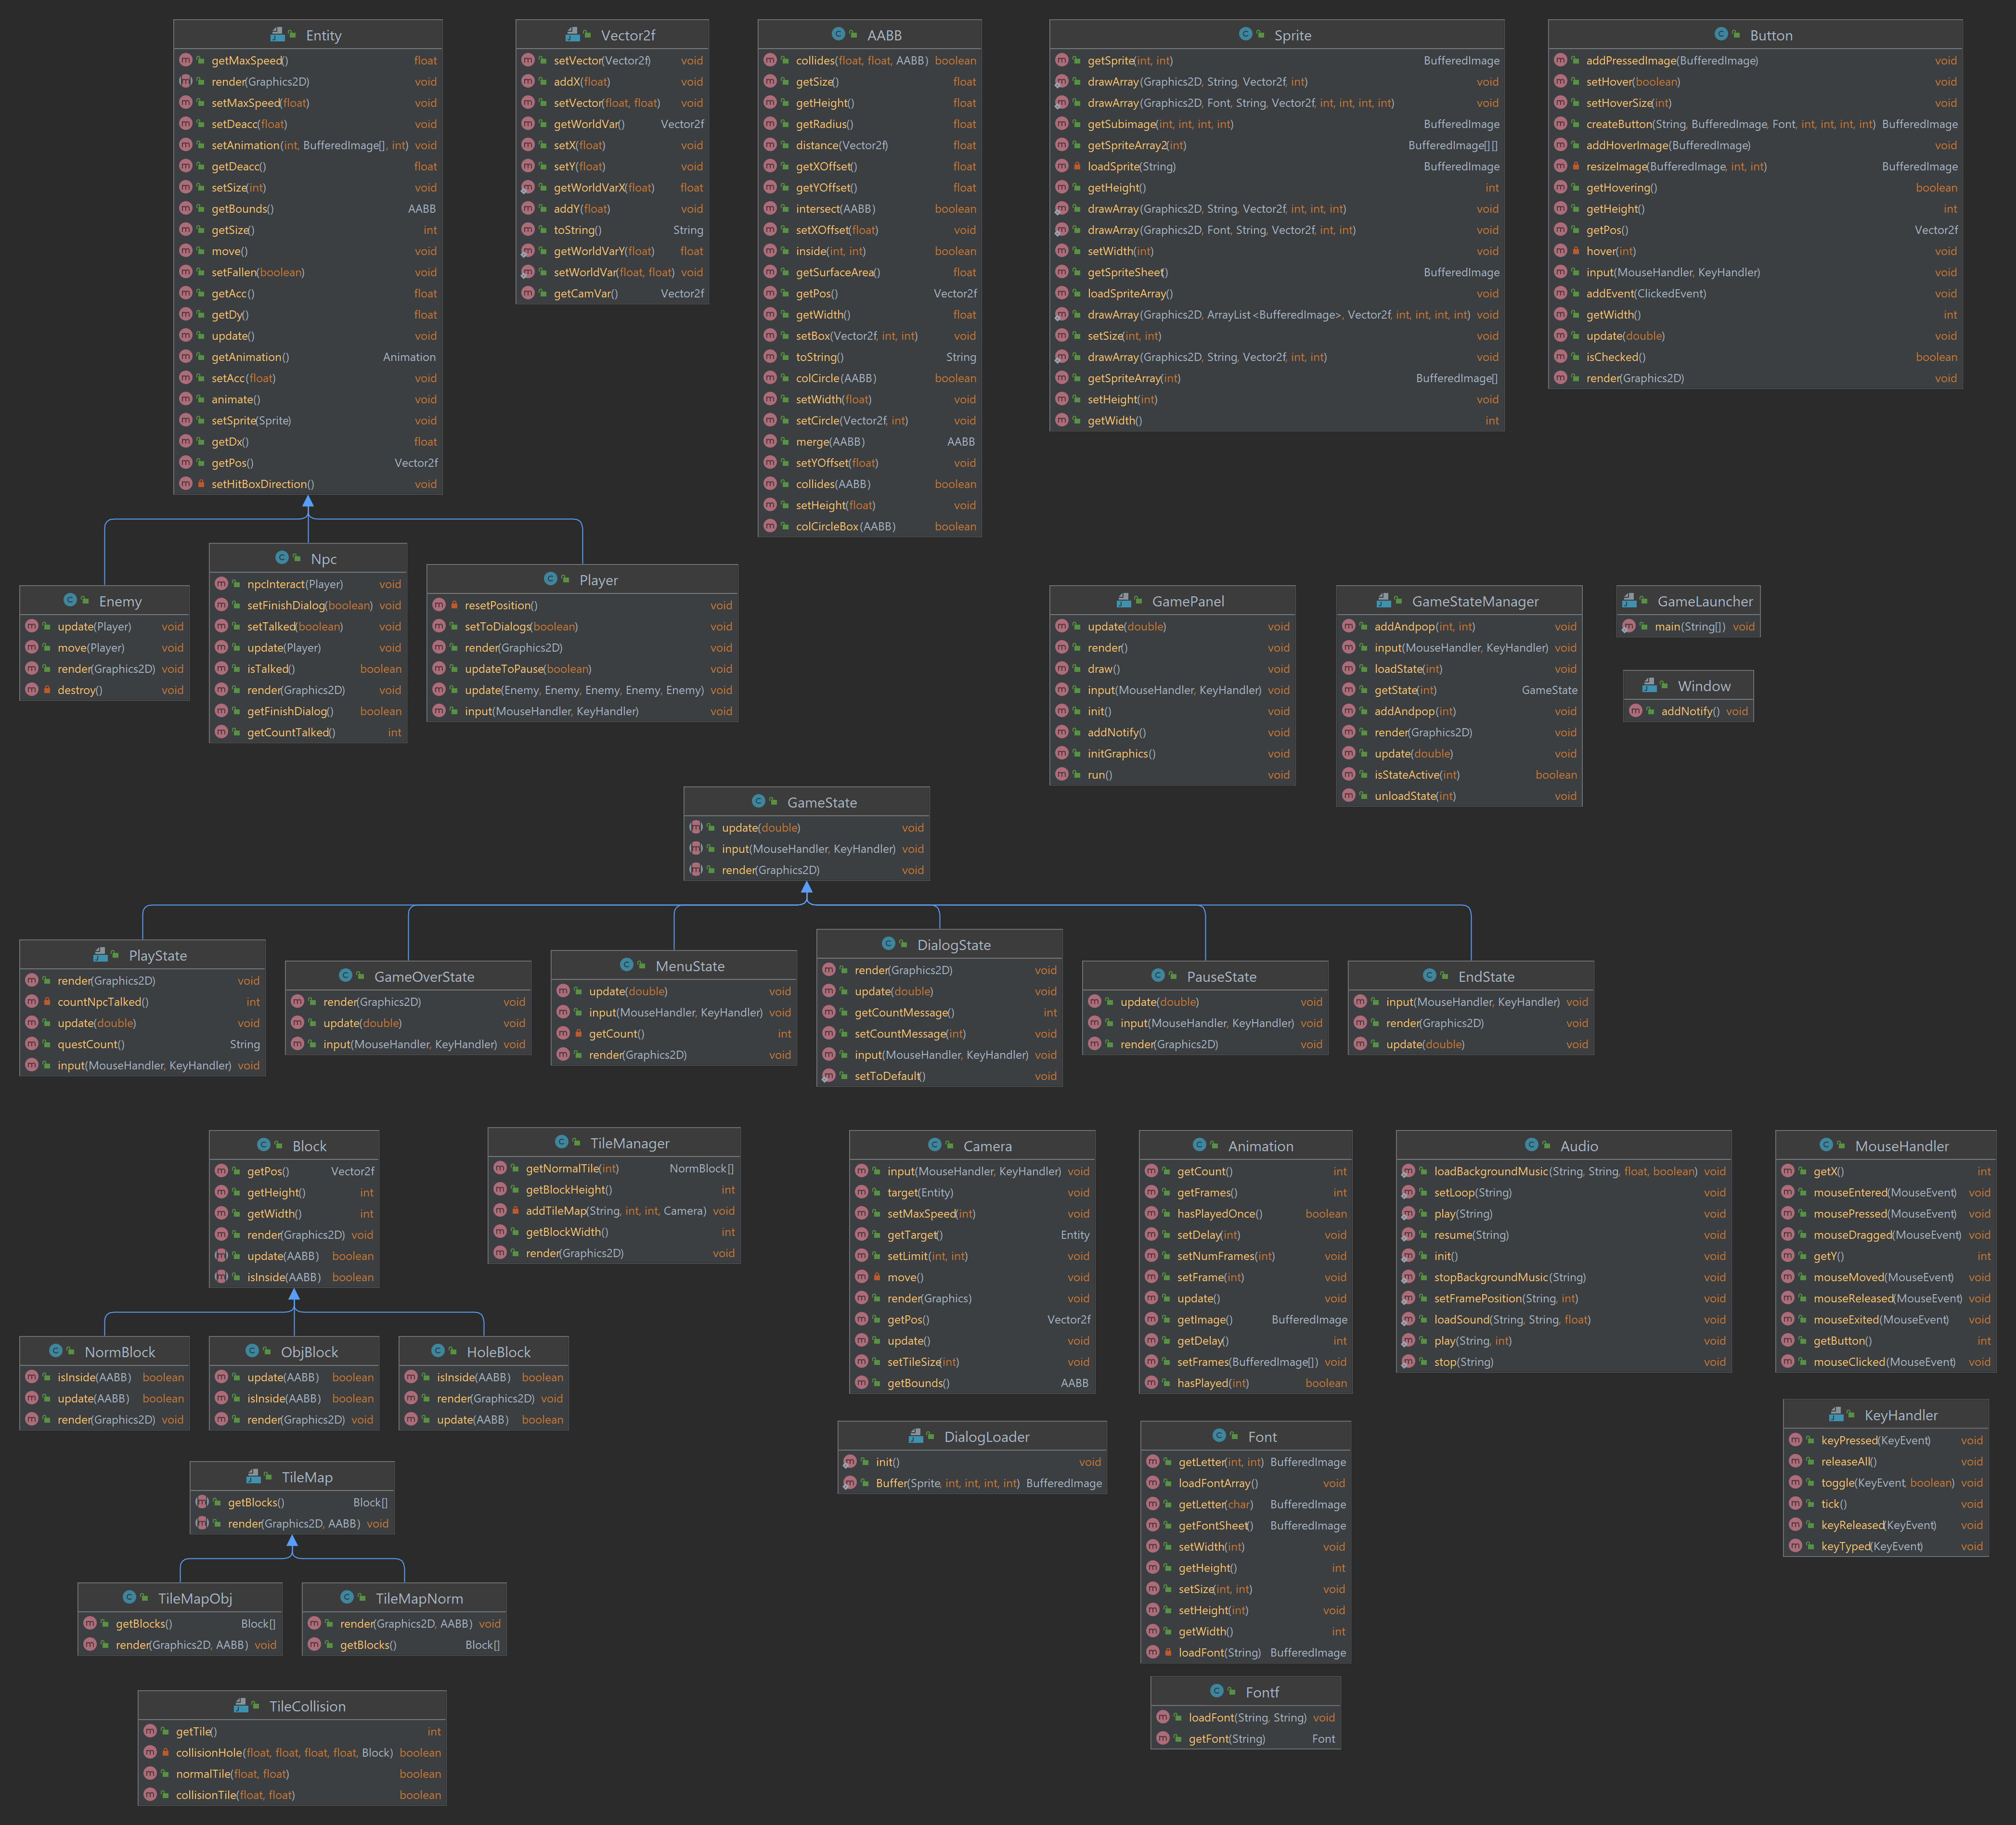 Entity
getMaxSpeed() float
render(Graphics2D) void
setMaxSpeed(float) void
setDeacc(float) void
setAnimation(int, BufferedImage[], int) void
getDeacc() float
setSize(int) void
getBounds() AABB
getSize() int
move() void
setFallen(boolean) void
getAcc() float
getDy() float
update() void
getAnimation() Animation
setAcc(float) void
animate() void
setSprite(Sprite) void
getDx() float
getPos() Vector2f
setHitBoxDirection() void
Vector2f
setVector(Vector2f) void
addX(float) void
setVector(float, float) void
getWorldVar() Vector2f
setX(float) void
setY(float) void
getWorldVarX(float) float
addY(float) void
toString() String
getWorldVarY(float) float
setWorldVar(float, float) void
getCamVar() Vector2f
AABB
collides(float, float, AABB) boolean
getSize() float
getHeight() float
getRadius() float
distance(Vector2f) float
getXOffset() float
getYOffset() float
intersect(AABB) boolean
setXOffset(float) void
inside(int, int) boolean
getSurfaceArea() float
getPos() Vector2f
getWidth() float
setBox(Vector2f, int, int) void
toString() String
colCircle(AABB) boolean
setWidth(float) void
setCircle(Vector2f, int) void
merge(AABB) AABB
setYOffset(float) void
collides(AABB) boolean
setHeight(float) void
colCircleBox(AABB) boolean
Sprite
getSprite(int, int) BufferedImage
drawArray(Graphics2D, String, Vector2f, int) void
drawArray(Graphics2D, Font, String, Vector2f, int, int, int, int) void
getSubimage(int, int, int, int) BufferedImage
getSpriteArray2(int) BufferedImage[][]
loadSprite(String) BufferedImage
getHeight() int
drawArray(Graphics2D, String, Vector2f, int, int, int) void
drawArray(Graphics2D, Font, String, Vector2f, int, int) void
setWidth(int) void
getSpriteSheet() BufferedImage
loadSpriteArray() void
drawArray(Graphics2D, ArrayList<BufferedImage>, Vector2f, int, int, int, int) void
setSize(int, int) void
drawArray(Graphics2D, String, Vector2f, int, int) void
getSpriteArray(int) BufferedImage[]
setHeight(int) void
getWidth() int
Button
addPressedImage(BufferedImage) void
setHover(boolean) void
setHoverSize(int) void
createButton(String, BufferedImage, Font, int, int, int, int) BufferedImage
addHoverImage(BufferedImage) void
resizeImage(BufferedImage, int, int) BufferedImage
getHovering() boolean
getHeight() int
getPos() Vector2f
hover(int) void
input(MouseHandler, KeyHandler) void
addEvent(ClickedEvent) void
getWidth() int
update(double) void
isChecked() boolean
render(Graphics2D) void
Enemy
update(Player) void
move(Player) void
render(Graphics2D) void
destroy() void
Npc
npcInteract(Player) void
setFinishDialog(boolean) void
setTalked(boolean) void
update(Player) void
isTalked() boolean
render(Graphics2D) void
getFinishDialog() boolean
getCountTalked() int
Player
resetPosition() void
setToDialogs(boolean) void
render(Graphics2D) void
updateToPause(boolean) void
update(Enemy, Enemy, Enemy, Enemy, Enemy) void
input(MouseHandler, KeyHandler) void
GamePanel
update(double) void
render() void
draw() void
input(MouseHandler, KeyHandler) void
init() void
addNotify() void
initGraphics() void
run() void
GameStateManager
addAndpop(int, int) void
input(MouseHandler, KeyHandler) void
loadState(int) void
getState(int) GameState
addAndpop(int) void
render(Graphics2D) void
update(double) void
isStateActive(int) boolean
unloadState(int) void
GameLauncher
main(String[]) void
Window
addNotify() void
GameState
update(double) void
input(MouseHandler, KeyHandler) void
render(Graphics2D) void
PlayState
render(Graphics2D) void
countNpcTalked() int
update(double) void
questCount() String
input(MouseHandler, KeyHandler) void
GameOverState
render(Graphics2D) void
update(double) void
input(MouseHandler, KeyHandler) void
MenuState
update(double) void
input(MouseHandler, KeyHandler) void
getCount() int
render(Graphics2D) void
DialogState
render(Graphics2D) void
update(double) void
getCountMessage() int
setCountMessage(int) void
input(MouseHandler, KeyHandler) void
setToDefault() void
PauseState
update(double) void
input(MouseHandler, KeyHandler) void
render(Graphics2D) void
EndState
input(MouseHandler, KeyHandler) void
render(Graphics2D) void
update(double) void
Block
getPos() Vector2f
getHeight() int
getWidth() int
render(Graphics2D) void
update(AABB) boolean
isInside(AABB) boolean
TileManager
getNormalTile(int) NormBlock[]
getBlockHeight() int
addTileMap(String, int, int, Camera) void
getBlockWidth() int
render(Graphics2D) void
Camera
input(MouseHandler, KeyHandler) void
target(Entity) void
setMaxSpeed(int) void
getTarget() Entity
setLimit(int, int) void
move() void
render(Graphics) void
getPos() Vector2f
update() void
setTileSize(int) void
getBounds() AABB
Animation
getCount() int
getFrames() int
hasPlayedOnce() boolean
setDelay(int) void
setNumFrames(int) void
setFrame(int) void
update() void
getImage() BufferedImage
getDelay() int
setFrames(BufferedImage[]) void
hasPlayed(int) boolean
Audio
loadBackgroundMusic(String, String, float, boolean) void
setLoop(String) void
play(String) void
resume(String) void
init() void
stopBackgroundMusic(String) void
setFramePosition(String, int) void
loadSound(String, String, float) void
play(String, int) void
stop(String) void
MouseHandler
getX() int
mouseEntered(MouseEvent) void
mousePressed(MouseEvent) void
mouseDragged(MouseEvent) void
getY() int
mouseMoved(MouseEvent) void
mouseReleased(MouseEvent) void
mouseExited(MouseEvent) void
getButton() int
mouseClicked(MouseEvent) void
NormBlock
isInside(AABB) boolean
update(AABB) boolean
render(Graphics2D) void
ObjBlock
update(AABB) boolean
isInside(AABB) boolean
render(Graphics2D) void
HoleBlock
isInside(AABB) boolean
render(Graphics2D) void
update(AABB) boolean
DialogLoader
init() void
Buffer(Sprite, int, int, int, int) BufferedImage
Font
getLetter(int, int) BufferedImage
loadFontArray() void
getLetter(char) BufferedImage
getFontSheet() BufferedImage
setWidth(int) void
getHeight() int
setSize(int, int) void
setHeight(int) void
getWidth() int
loadFont(String) BufferedImage
KeyHandler
keyPressed(KeyEvent) void
releaseAll() void
toggle(KeyEvent, boolean) void
tick() void
keyReleased(KeyEvent) void
keyTyped(KeyEvent) void
TileMap
getBlocks() Block[]
render(Graphics2D, AABB) void
TileMapObj
getBlocks() Block[]
render(Graphics2D, AABB) void
TileMapNorm
render(Graphics2D, AABB) void
getBlocks() Block[]
Fontf
loadFont(String, String) void
getFont(String) Font
TileCollision
getTile() int
collisionHole(float, float, float, float, Block) boolean
normalTile(float, float) boolean
collisionTile(float, float) boolean